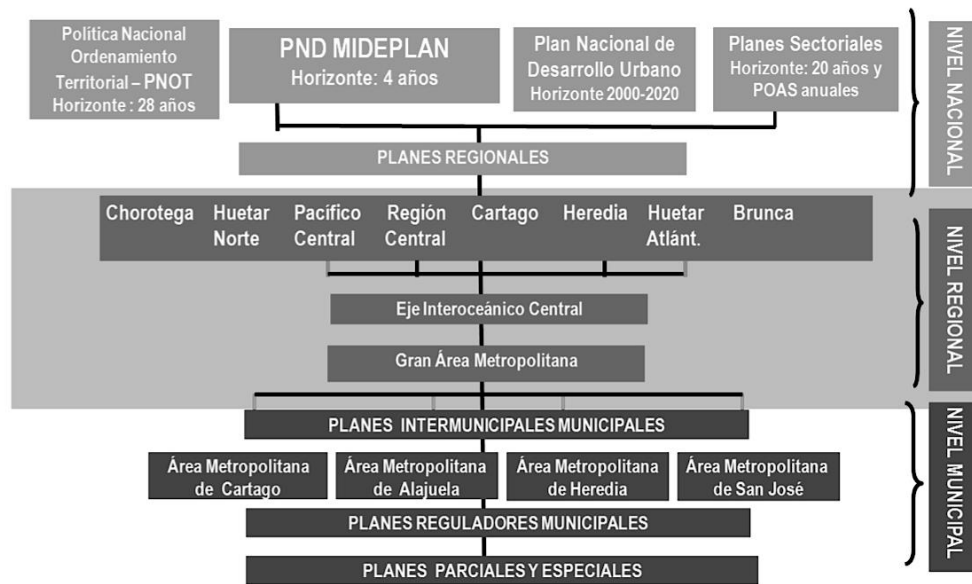 Política Nacional
Ordenamiento
Territorial – PNOT
Horizonte : 28 años
PND MIDEPLAN
Horizonte: 4 años
Plan Nacional de
Desarrollo Urbano
Horizonte 2000-2020
Planes Sectoriales
Horizonte: 20 años y
POAS anuales
NIVEL NACIONAL
PLANES REGIONALES
Chorotega
Huetar
Norte
Pacífico
Central
Región
Central
Cartago
Heredia
Huetar
Atlánt.
Brunca
NIVEL REGIONAL
Eje Interoceánico Central
Gran Área Metropolitana
PLANES INTERMUNICIPALES MUNICIPALES
NIVEL MUNICIPAL
Área Metropolitana
de Cartago
Área Metropolitana
de Alajuela
Área Metropolitana
de Heredia
Área Metropolitana
de San José
PLANES REGULADORES MUNICIPALES
PLANES PARCIALES Y ESPECIALES